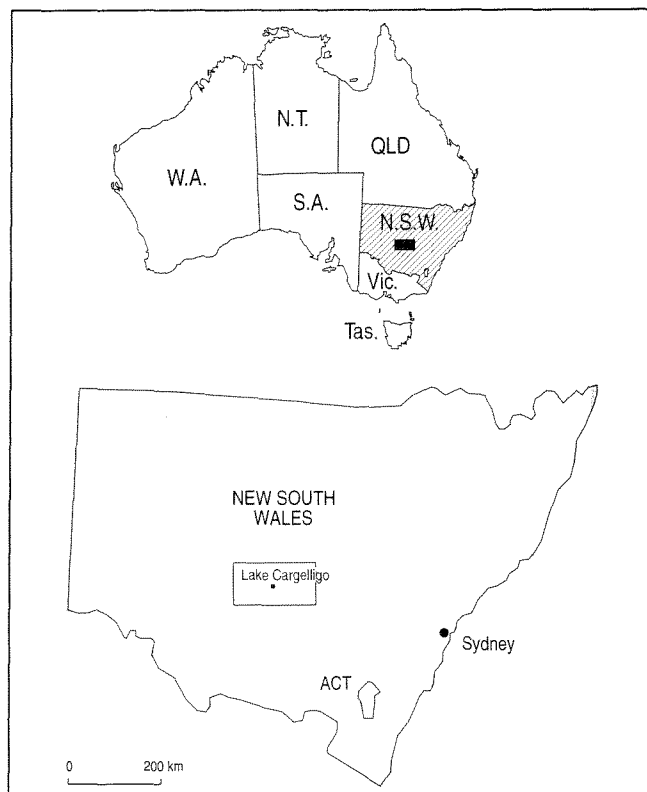 N.T.
QLD
W.A.
S.A.
N.S.W.
Vic.
Tas.
NEW SOUTH
WALES
Lake Cargelligo
Sydney
ACT
0 200 km